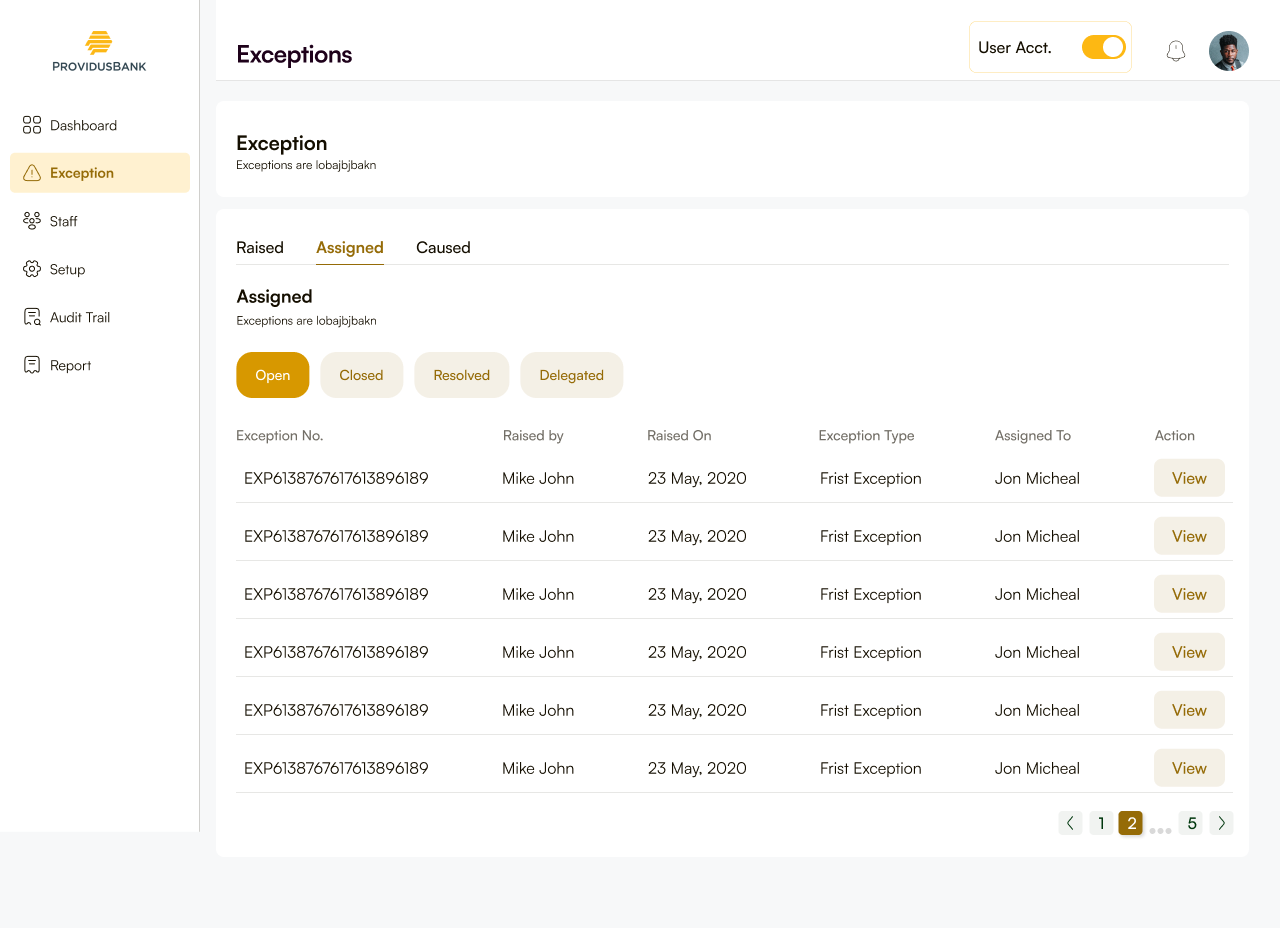 PROVIDUSBANK
Dashboard
Exception
Staff
Setup
Audit Trail
Report
Exceptions
User Acct.
Exception
Exceptions are lobajbjbakn
Raised Assigned Caused
Assigned
Exceptions are lobajbjbakn
Open Closed Resolved Delegated
Exception No. Raised by Raised On Exception Type Assigned To Action
EXP6138767617613896189 Mike John 23 May, 2020 Frist Exception Jon Micheal View
EXP6138767617613896189 Mike John 23 May, 2020 Frist Exception Jon Micheal View
EXP6138767617613896189 Mike John 23 May, 2020 Frist Exception Jon Micheal View
EXP6138767617613896189 Mike John 23 May, 2020 Frist Exception Jon Micheal View
EXP6138767617613896189 Mike John 23 May, 2020 Frist Exception Jon Micheal View
EXP6138767617613896189 Mike John 23 May, 2020 Frist Exception Jon Micheal View
1 2 ... 5